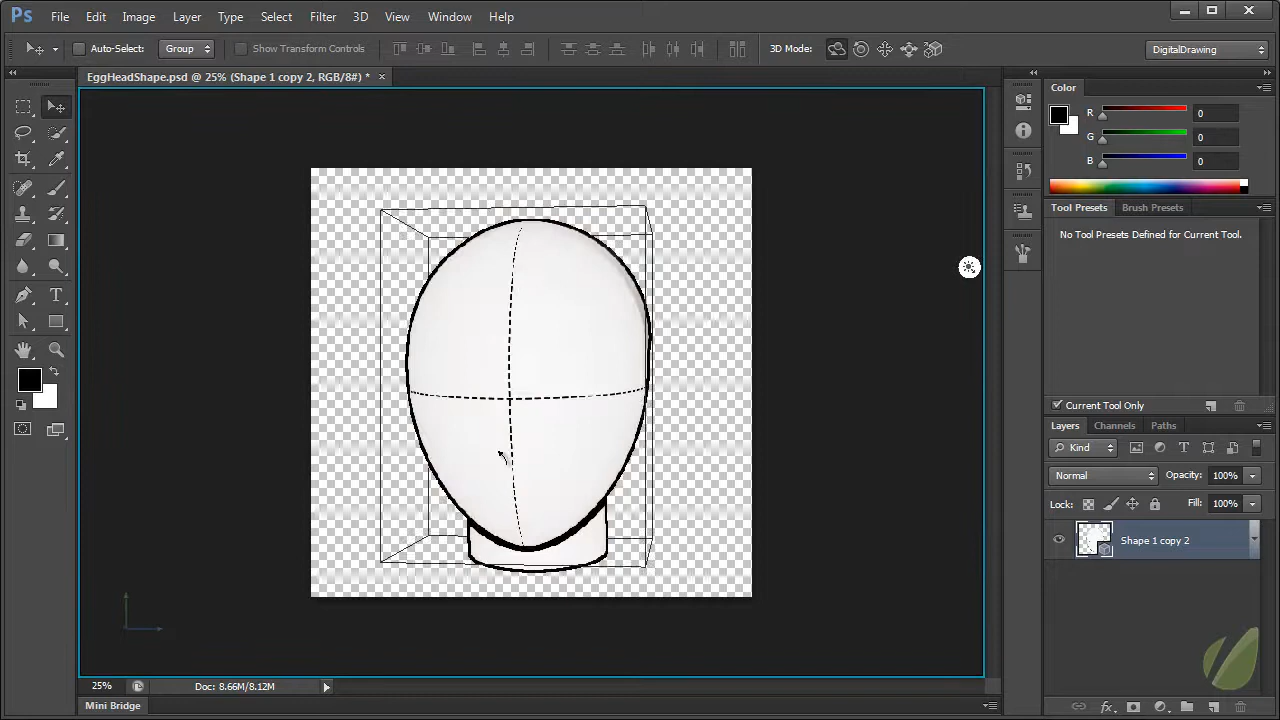 Ps File Edit Image Layer Type Select Filter 3D View Window Help
Auto-Select: Group Show Transform Controls 3D Mode: DigitalDrawing
EggHeadShape.psd @ 25% (Shape 1 copy 2, RGB/8#) *
Color
R 0
G 0
B 0
Tool Presets Brush Presets
No Tool Presets Defined for Current Tool.
Current Tool Only
Layers Channels Paths
Kind
Normal Opacity: 100%
Lock: Fill: 100%
Shape 1 copy 2
25% Doc: 8.66M/8.12M
Mini Bridge